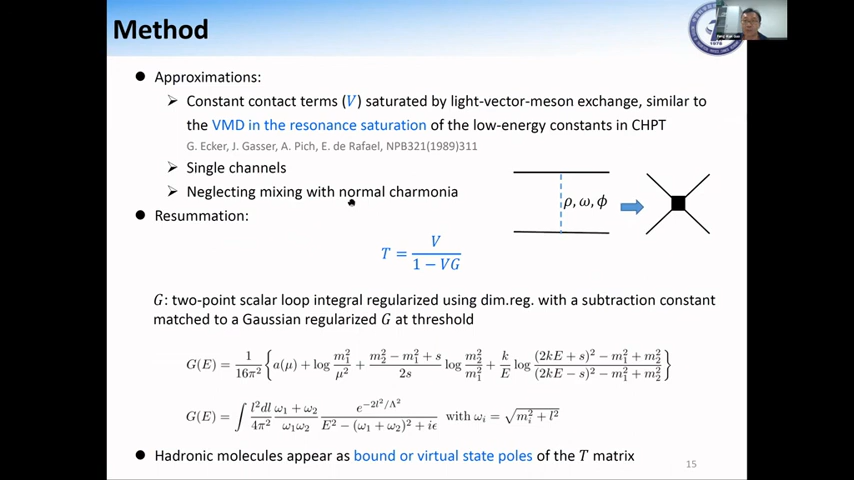 Method
● Approximations:
➢ Constant contact terms (V) saturated by light-vector-meson exchange, similar to
the VMD in the resonance saturation of the low-energy constants in CHPT
G. Ecker, J. Gasser, A. Pich, E. de Rafael, NPB321(1989)311
➢ Single channels
➢ Neglecting mixing with normal charmonia
ρ, ω, ϕ
● Resummation:
T = V / (1 − VG)
G: two-point scalar loop integral regularized using dim.reg. with a subtraction constant
matched to a Gaussian regularized G at threshold
G(E) = 1/(16π²) { a(μ) + log m₁²/μ² + (m₂² − m₁² + s)/(2s) log m₂²/m₁² + k/E log ((2kE + s)² − m₁² + m₂²)/((2kE − s)² − m₁² + m₂²) }
G(E) = ∫ l²dl/(4π²) (ω₁ + ω₂)/(ω₁ω₂) e^(−2l²/Λ²)/(E² − (ω₁ + ω₂)² + iϵ) with ωᵢ = √(mᵢ² + l²)
● Hadronic molecules appear as bound or virtual state poles of the T matrix
15